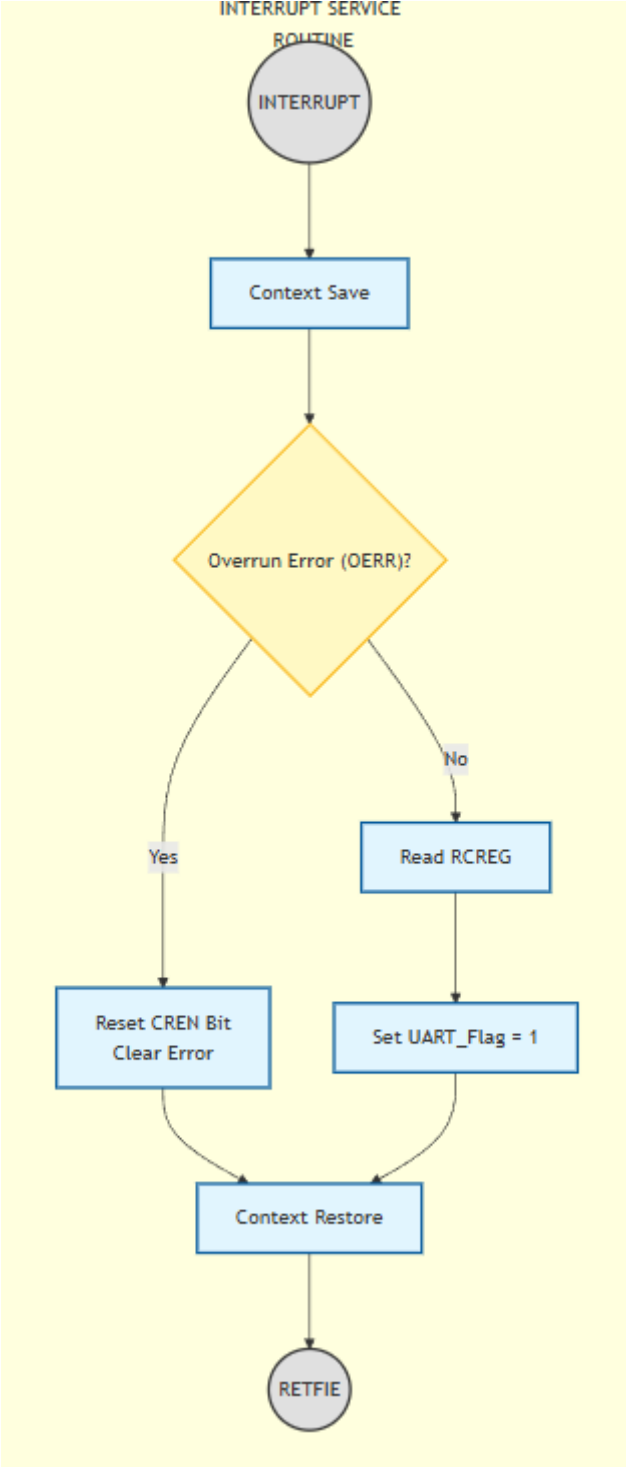 INTERRUPT SERVICE
ROUTINE
INTERRUPT
Context Save
Overrun Error (OERR)?
No
Yes
Read RCREG
Reset CREN Bit
Clear Error
Set UART_Flag = 1
Context Restore
RETFIE